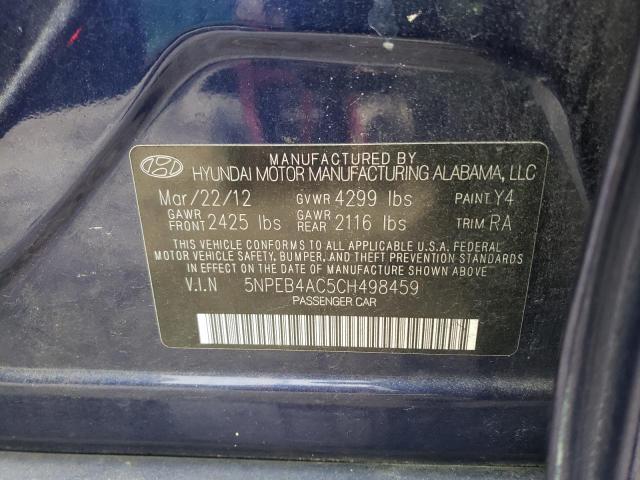 MANUFACTURED BY
HYUNDAI MOTOR MANUFACTURING ALABAMA, LLC
Mar/22/12 GVWR 4299 lbs PAINT Y4
GAWR FRONT 2425 lbs GAWR REAR 2116 lbs TRIM RA
THIS VEHICLE CONFORMS TO ALL APPLICABLE U.S.A. FEDERAL
MOTOR VEHICLE SAFETY, BUMPER, AND THEFT PREVENTION STANDARDS
IN EFFECT ON THE DATE OF MANUFACTURE SHOWN ABOVE.
V.I.N 5NPEB4AC5CH498459
PASSENGER CAR